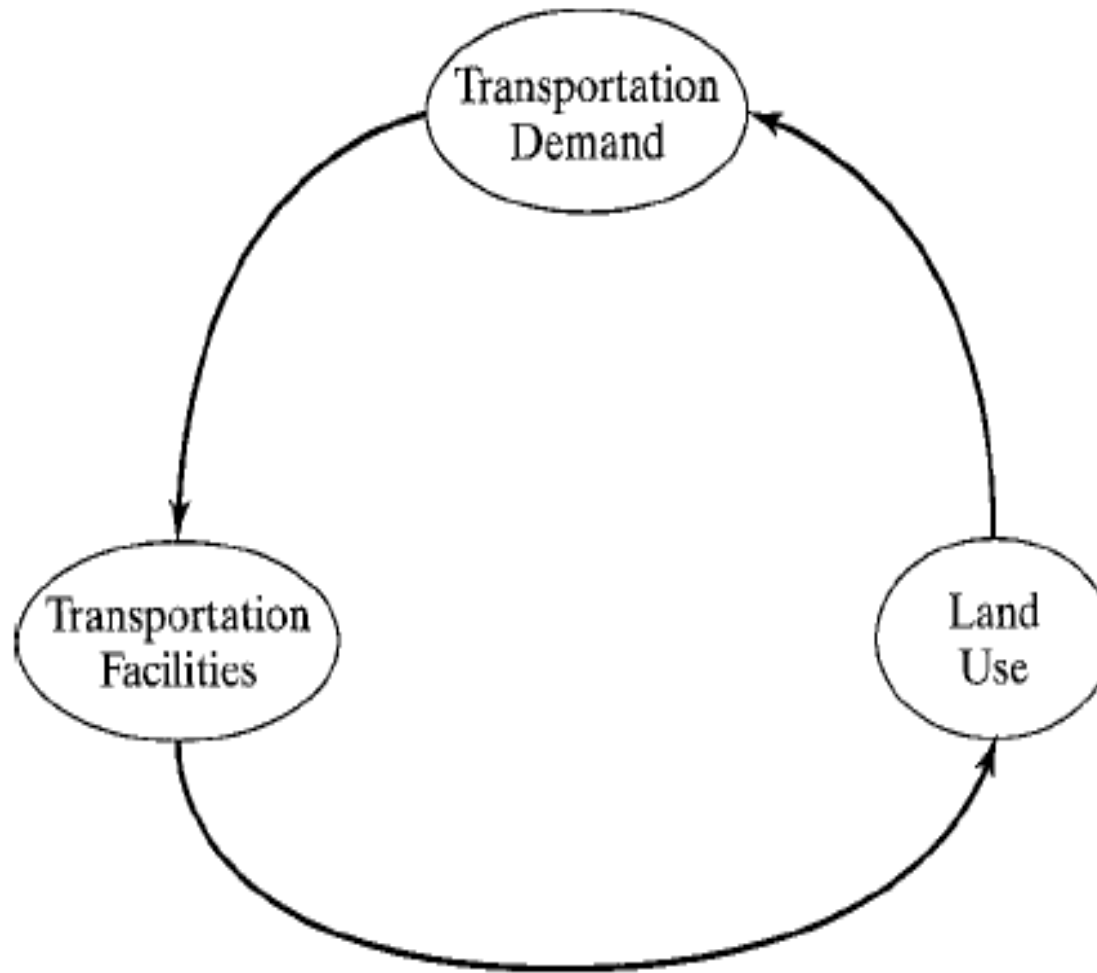 Transportation
Demand
Transportation
Facilities
Land
Use